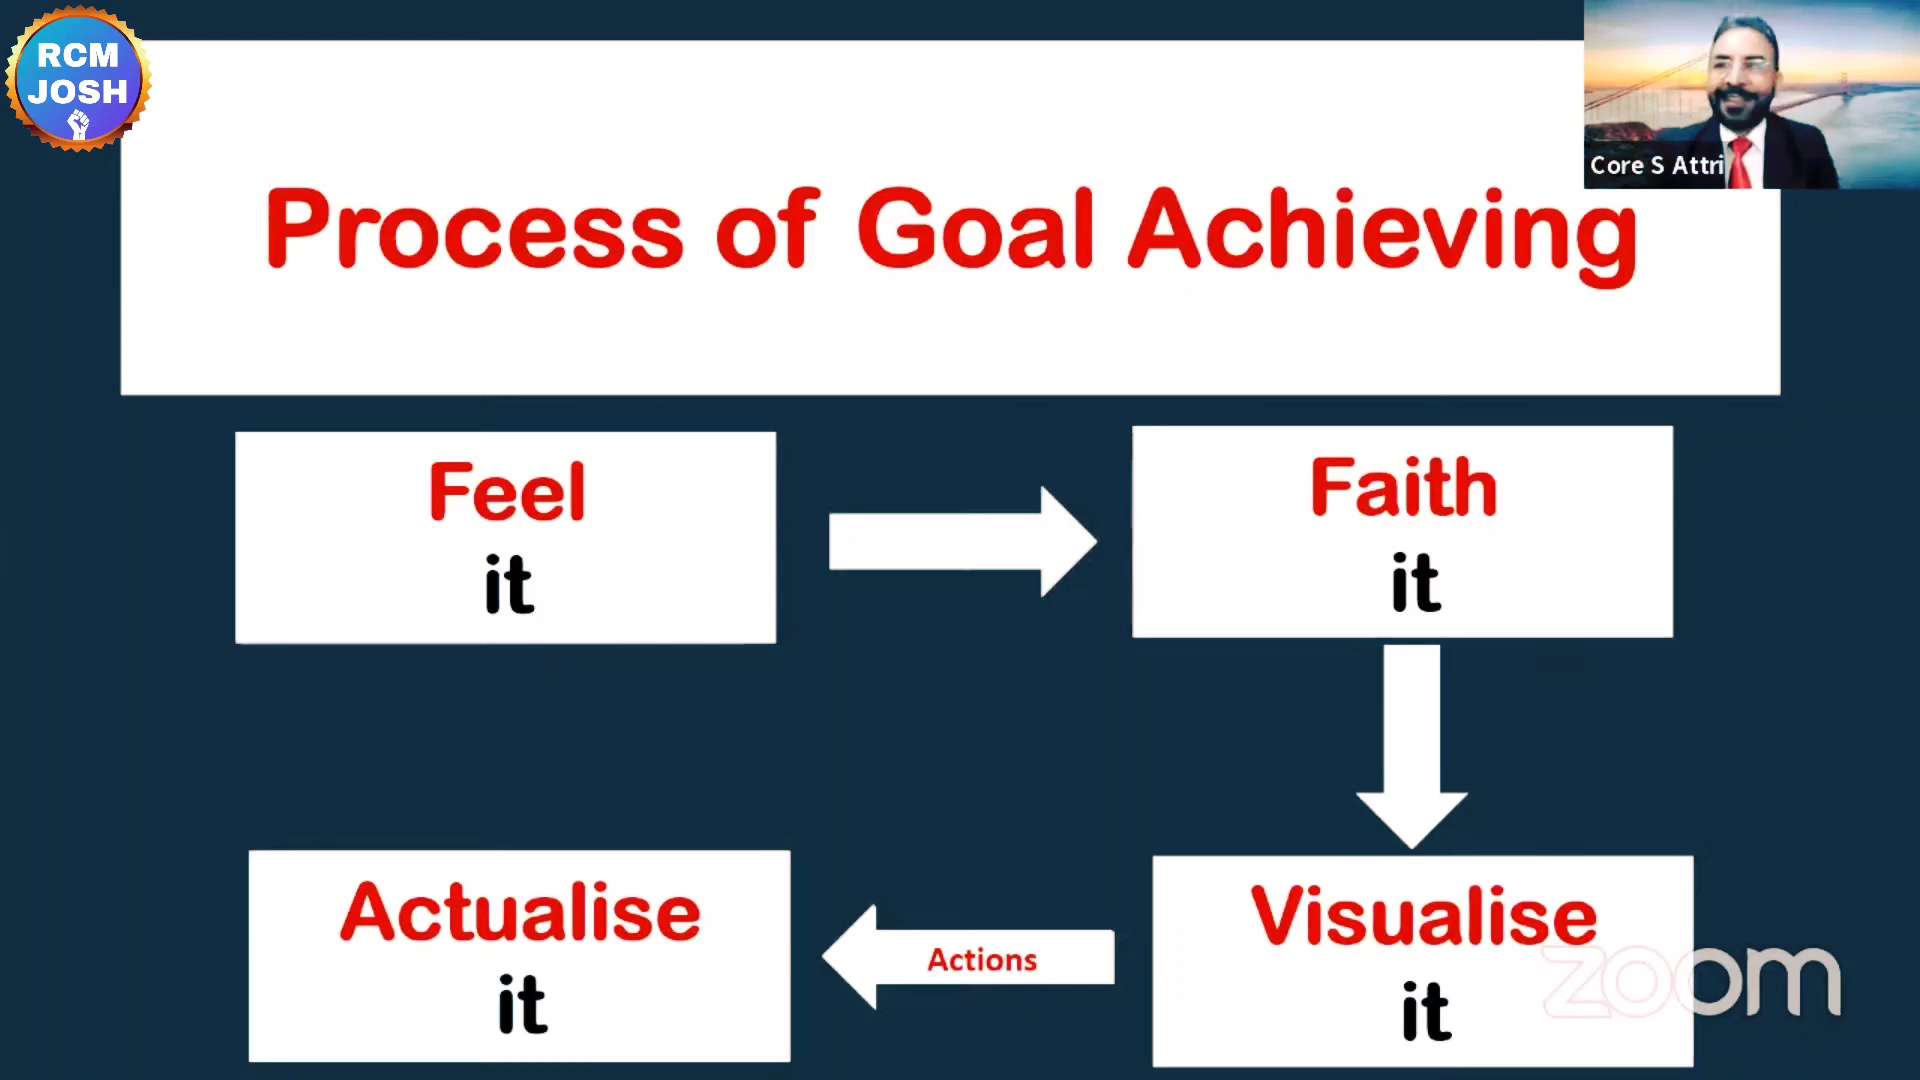 RCM
JOSH
Core S Attri
Process of Goal Achieving
Feel
it
Faith
it
Actualise
it
Actions
Visualise
it
zoom